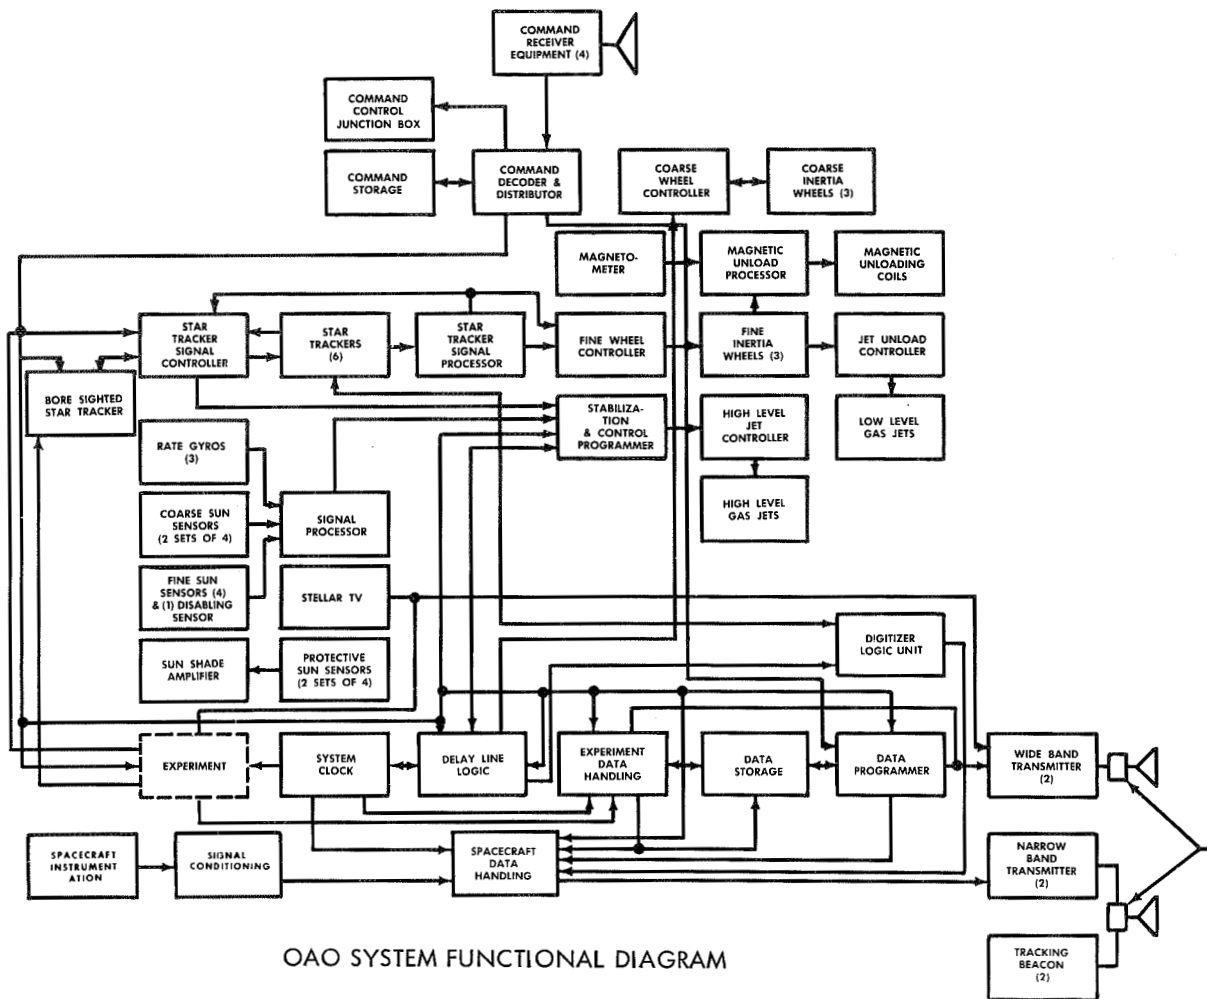 COMMAND
RECEIVER
EQUIPMENT (4)
COMMAND
CONTROL
JUNCTION BOX
COMMAND
STORAGE
COMMAND
DECODER &
DISTRIBUTOR
COARSE
WHEEL
CONTROLLER
COARSE
INERTIA
WHEELS (3)
MAGNETO-
METER
MAGNETIC
UNLOAD
PROCESSOR
MAGNETIC
UNLOADING
COILS
STAR
TRACKER
SIGNAL
CONTROLLER
STAR
TRACKERS
(6)
STAR
TRACKER
SIGNAL
PROCESSOR
FINE WHEEL
CONTROLLER
FINE
INERTIA
WHEELS (3)
JET UNLOAD
CONTROLLER
BORE SIGHTED
STAR TRACKER
STABILIZA-
TION
& CONTROL
PROGRAMMER
HIGH LEVEL
JET
CONTROLLER
LOW LEVEL
GAS JETS
RATE GYROS
(3)
COARSE SUN
SENSORS
(2 SETS OF 4)
SIGNAL
PROCESSOR
HIGH LEVEL
GAS JETS
FINE SUN
SENSORS (4)
& (1) DISABLING
SENSOR
STELLAR TV
SUN SHADE
AMPLIFIER
PROTECTIVE
SUN SENSORS
(2 SETS OF 4)
DIGITIZER
LOGIC UNIT
EXPERIMENT
SYSTEM
CLOCK
DELAY LINE
LOGIC
EXPERIMENT
DATA
HANDLING
DATA
STORAGE
DATA
PROGRAMMER
WIDE BAND
TRANSMITTER
(2)
SPACECRAFT
INSTRUMENT
ATION
SIGNAL
CONDITIONING
SPACECRAFT
DATA
HANDLING
NARROW
BAND
TRANSMITTER
(2)
TRACKING
BEACON
(2)
OAO SYSTEM FUNCTIONAL DIAGRAM